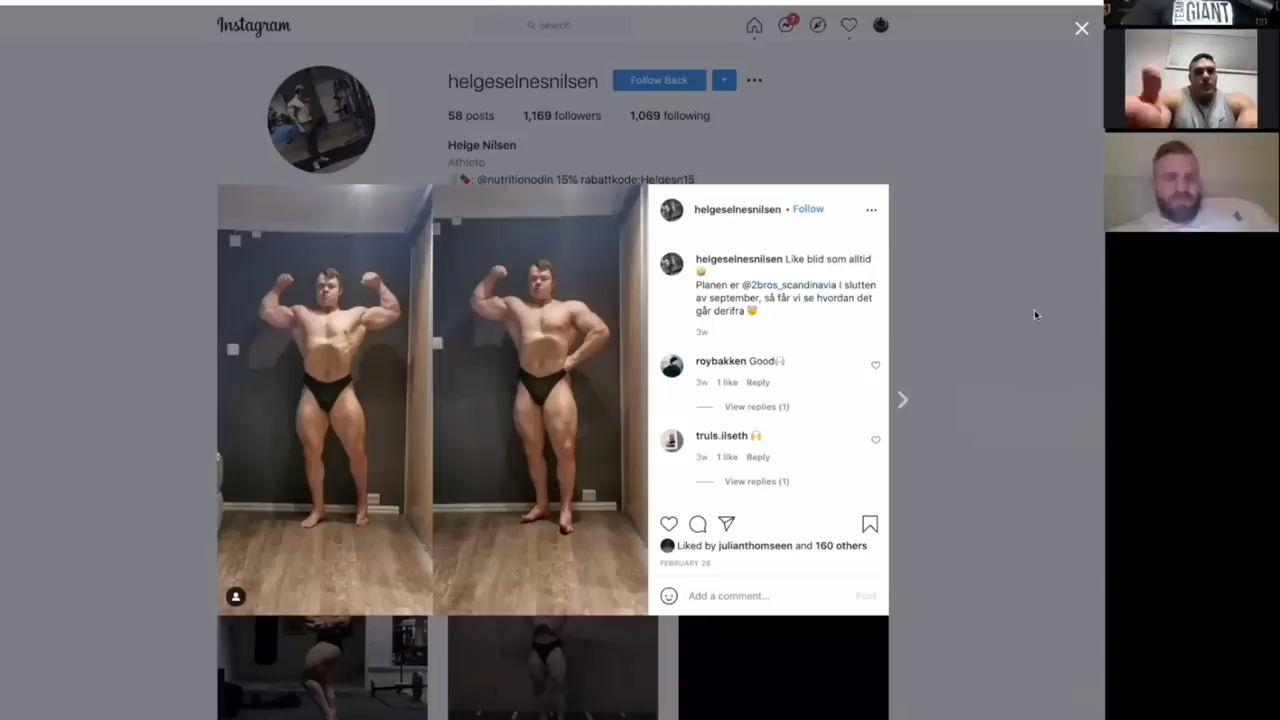 Instagram
Search
7
helgeselnesnilsen
Follow Back
58 posts 1,169 followers 1,069 following
Helge Nilsen
Athlete
: @nutritionodin 15% rabattkode:Helgesn15
helgeselnesnilsen • Follow
helgeselnesnilsen Like blid som alltid
Planen er @2bros_scandinavia I slutten
av september, så får vi se hvordan det
går derifra
3w
roybakken Good
3w 1 like Reply
View replies (1)
truls.ilseth
3w 1 like Reply
View replies (1)
Liked by julianthomseen and 160 others
FEBRUARY 28
Add a comment...
Post
TEAM
GIANT